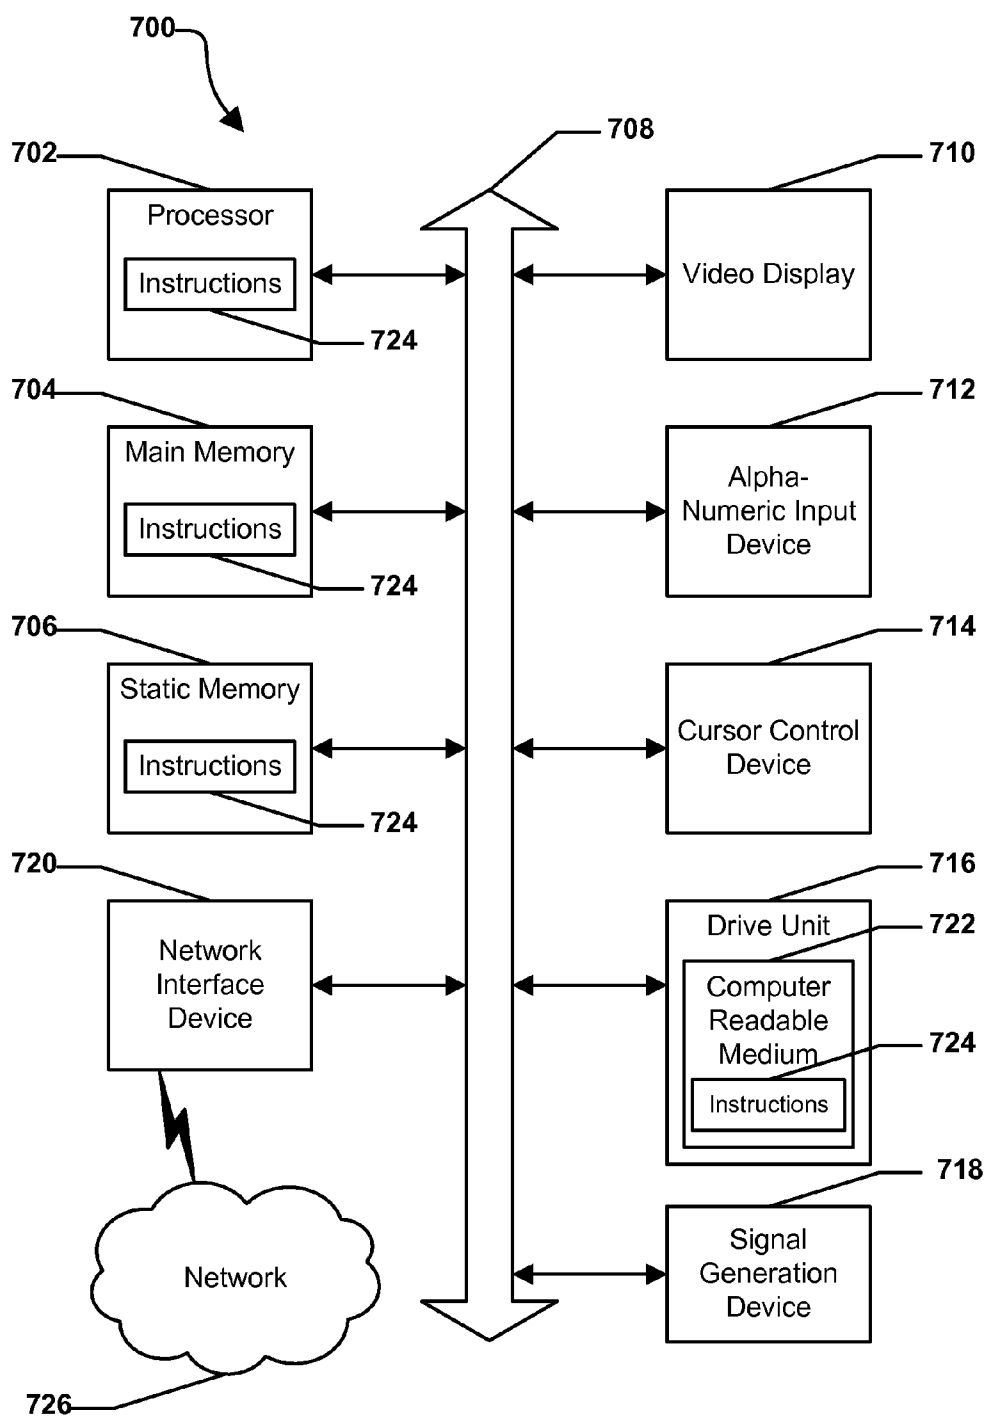 700
708
702
Processor
Instructions
724
710
Video Display
704
Main Memory
Instructions
724
712
Alpha-
Numeric Input
Device
706
Static Memory
Instructions
724
714
Cursor Control
Device
720
Network
Interface
Device
716
Drive Unit
722
Computer
Readable
Medium
724
Instructions
718
Signal
Generation
Device
Network
726